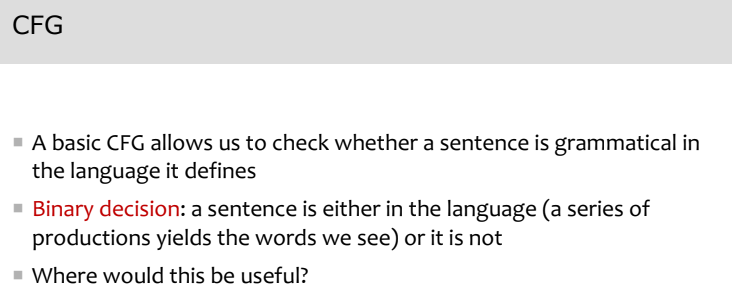 CFG
A basic CFG allows us to check whether a sentence is grammatical in
the language it defines
Binary decision: a sentence is either in the language (a series of
productions yields the words we see) or it is not
Where would this be useful?